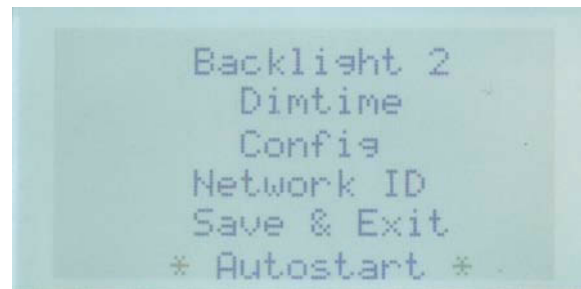 Backlight 2
Dimtime
Config
Network ID
Save & Exit
* Autostart *